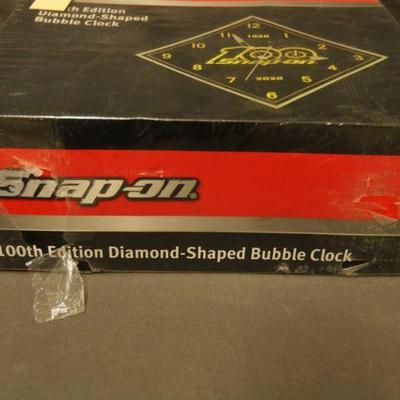 th Edition
Diamond-Shaped
Bubble Clock
11 12 1
10 1920 2
9 100 3
Snap-on
8 2020 4
7 6 5
Snap-on®
100th Edition Diamond-Shaped Bubble Clock